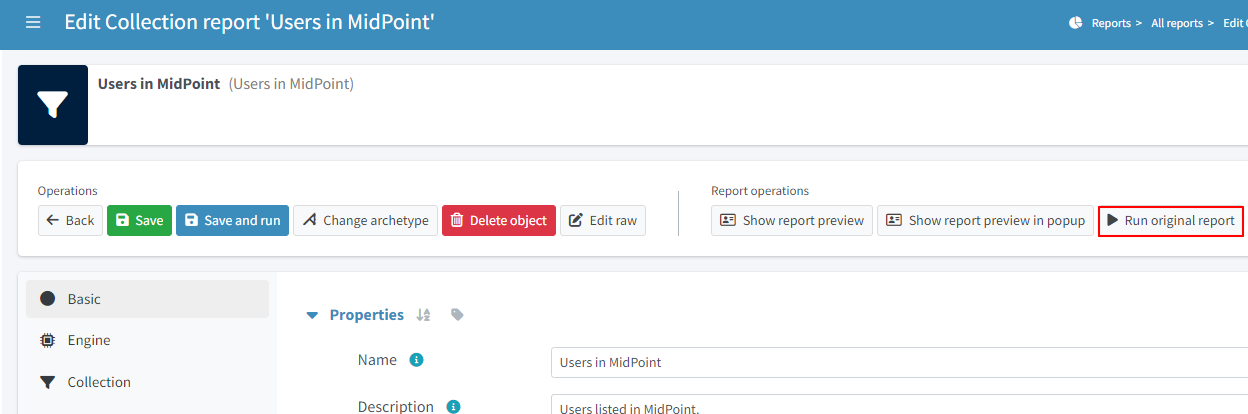 Edit Collection report 'Users in MidPoint'
Reports > All reports > Edit
Users in MidPoint (Users in MidPoint)
Operations
Back Save Save and run Change archetype Delete object Edit raw
Report operations
Show report preview Show report preview in popup Run original report
Basic
Engine
Collection
Properties
Name Users in MidPoint
Description Users listed in MidPoint.